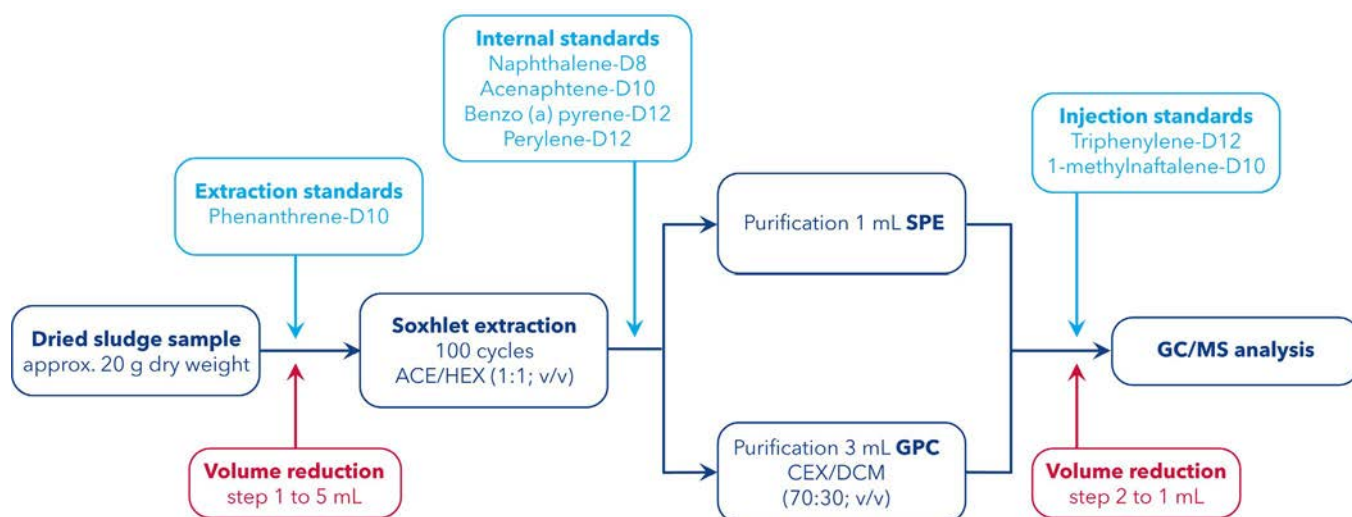 Internal standards
Naphthalene-D8
Acenaphtene-D10
Benzo (a) pyrene-D12
Perylene-D12
Injection standards
Triphenylene-D12
1-methylnaftalene-D10
Extraction standards
Phenanthrene-D10
Purification 1 mL SPE
Dried sludge sample
approx. 20 g dry weight
Soxhlet extraction
100 cycles
ACE/HEX (1:1; v/v)
GC/MS analysis
Purification 3 mL GPC
CEX/DCM
(70:30; v/v)
Volume reduction
step 1 to 5 mL
Volume reduction
step 2 to 1 mL